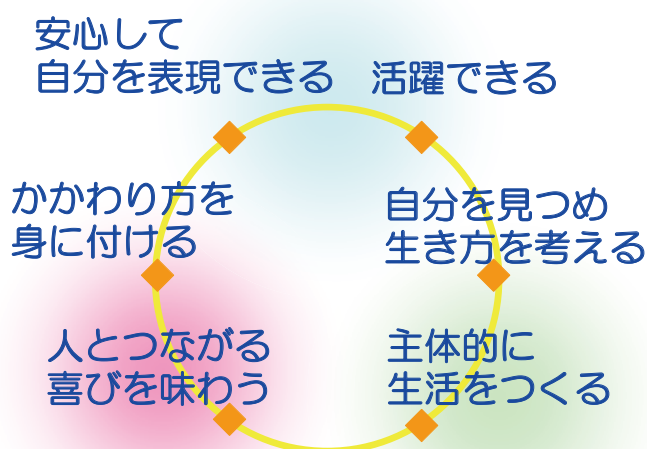 安心して
自分を表現できる
活躍できる
かかわり方を
身に付ける
自分を見つめ
生き方を考える
人とつながる
喜びを味わう
主体的に
生活をつくる